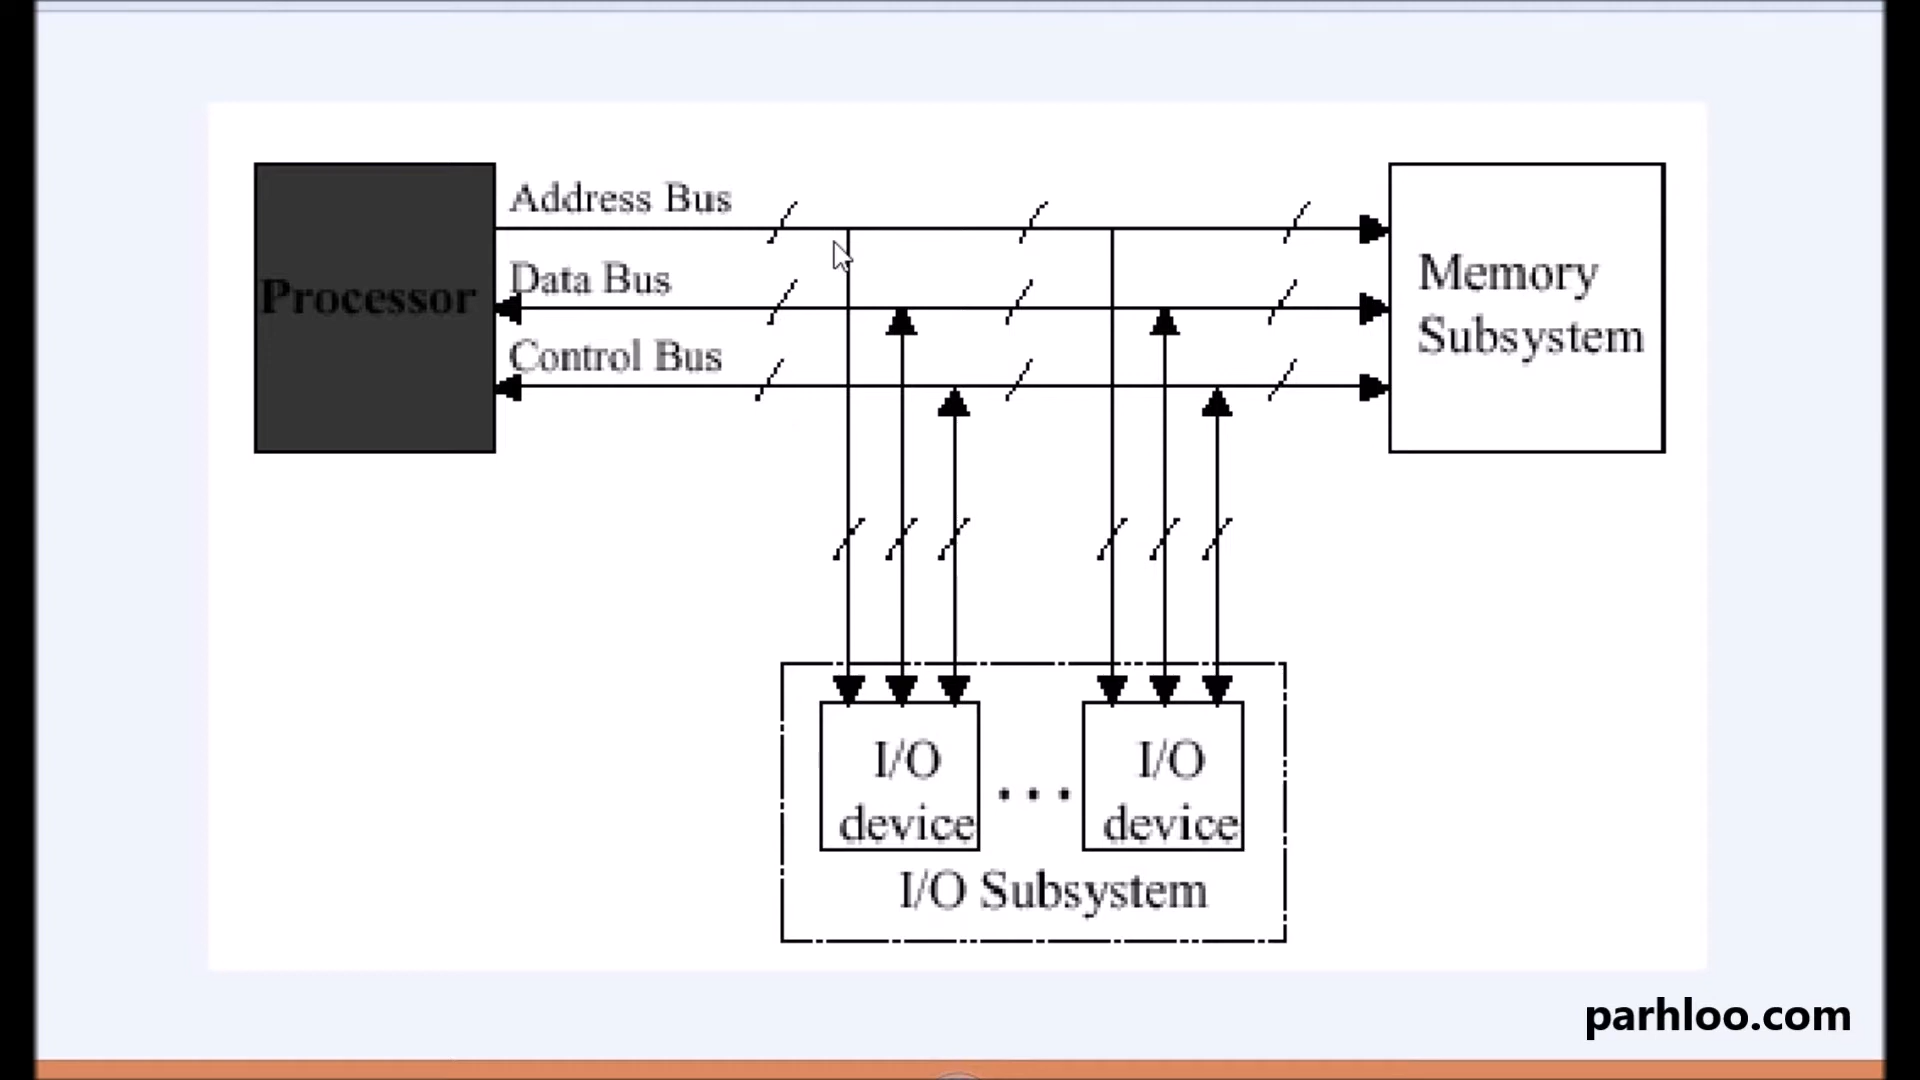 Address Bus
Processor
Data Bus
Control Bus
Memory
Subsystem
I/O
device
. . .
I/O
device
I/O Subsystem
parhloo.com